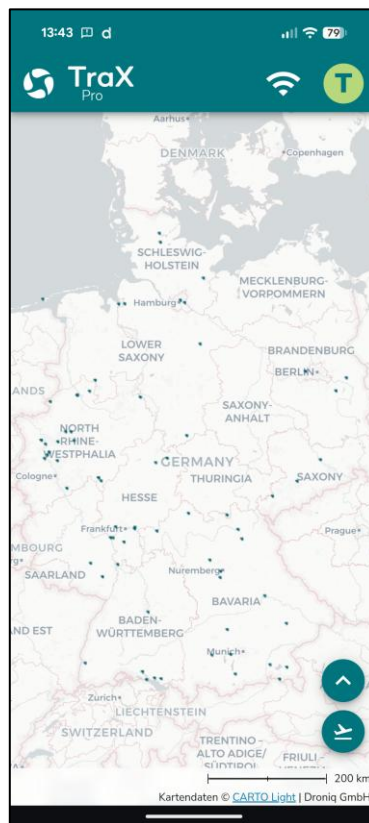 13:43 d 79
TraX
Pro
T
Aarhus
DENMARK
Copenhagen
SCHLESWIG-
HOLSTEIN
MECKLENBURG-
VORPOMMERN
Hamburg
LOWER
SAXONY
BRANDENBURG
BERLIN
ANDS
SAXONY-
ANHALT
NORTH
RHINE-
WESTPHALIA
GERMANY
Cologne
THURINGIA
SAXONY
HESSE
Frankfurt
Prague
MBOURG
SAARLAND
Nuremberg
BAVARIA
BADEN-
WÜRTTEMBERG
ND EST
Munich
Zurich
LIECHTENSTEIN
SWITZERLAND
TRENTINO -
ALTO ADIGE/
SÜDTIROL
FRIULI -
200 km
Kartendaten © CARTO Light | Droniq GmbH